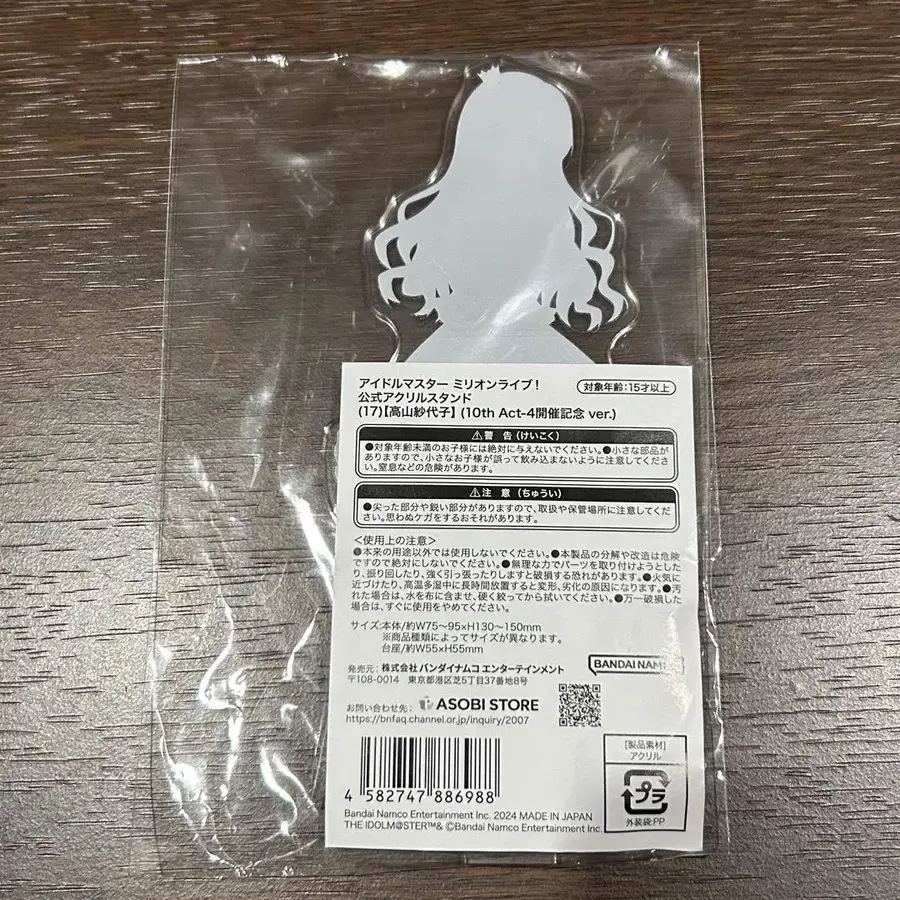 アイドルマスター ミリオンライブ！
公式アクリルスタンド
(17)【高山紗代子】 (10th Act-4開催記念 ver.)
対象年齢：15才以上
⚠警 告（けいこく）
●対象年齢未満のお子様には絶対に与えないでください。●小さな部品が
ありますので、小さなお子様が誤って飲み込まないように注意してくださ
い。窒息などの危険があります。
⚠注 意（ちゅうい）
●尖った部分や鋭い部分がありますので、取扱や保管場所に注意してくだ
さい。思わぬケガをするおそれがあります。
＜使用上の注意＞
●本来の用途以外では使用しないでください。●本製品の分解や改造は危険
ですので絶対にしないでください。●無理な力でパーツを取り付けようとした
り、振り回したり、強く引っ張ったりしますと破損する恐れがあります。●火気に
近づけたり、高温多湿中に長時間放置すると変形、劣化の原因になります。●汚
れた場合は、水を布に含ませ、硬く絞ってから拭いてください。●万一破損した
場合は、すぐに使用をやめてください。
サイズ：本体/約W75～95×H130～150mm
※商品種類によってサイズが異なります。
台座/約W55×H55mm
発売元：株式会社 バンダイナムコ エンターテインメント
〒108-0014 東京都港区芝5丁目37番地8号
BANDAI NAMCO
お問い合わせ先： ASOBI STORE
https://bnfaq.channel.or.jp/inquiry/2007
4 582747 886988
[製品素材]
アクリル
プラ
外装袋:PP
Bandai Namco Entertainment Inc. 2024 MADE IN JAPAN
THE IDOLM@STER™& ©Bandai Namco Entertainment Inc.